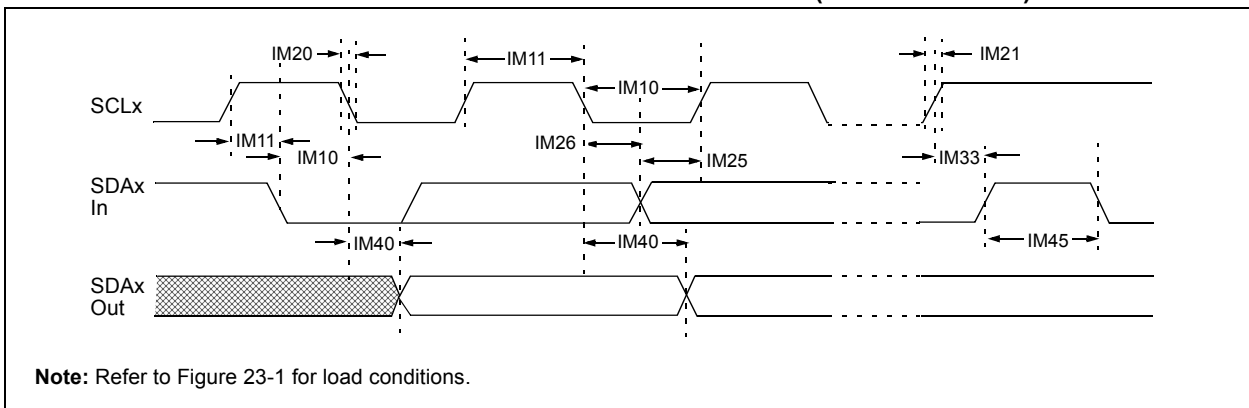 IM20
IM11
IM21
IM10
SCLx
IM11
IM26
IM10
IM25
IM33
SDAx
In
IM40
IM40
IM45
SDAx
Out
Note: Refer to Figure 23-1 for load conditions.